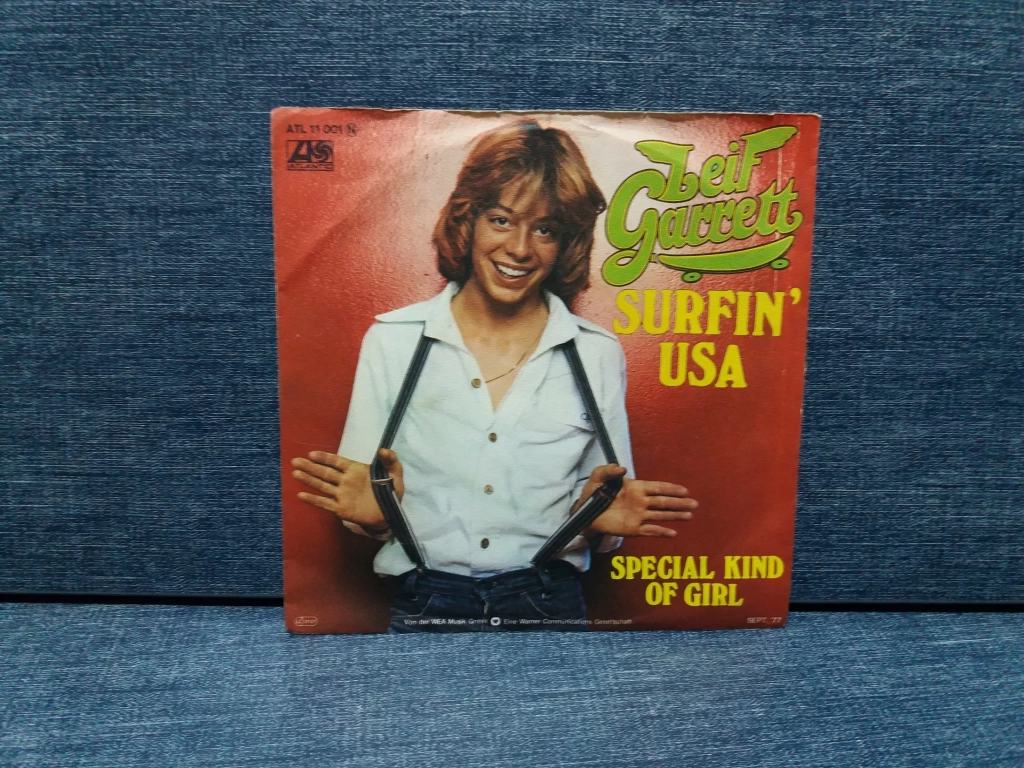 ATL 11 001 N
ATLANTIC
Leif
Garrett
SURFIN'
USA
SPECIAL KIND
OF GIRL
Von der WEA Musik GmbH Eine Warner Communications Gesellschaft
SEPT. '77